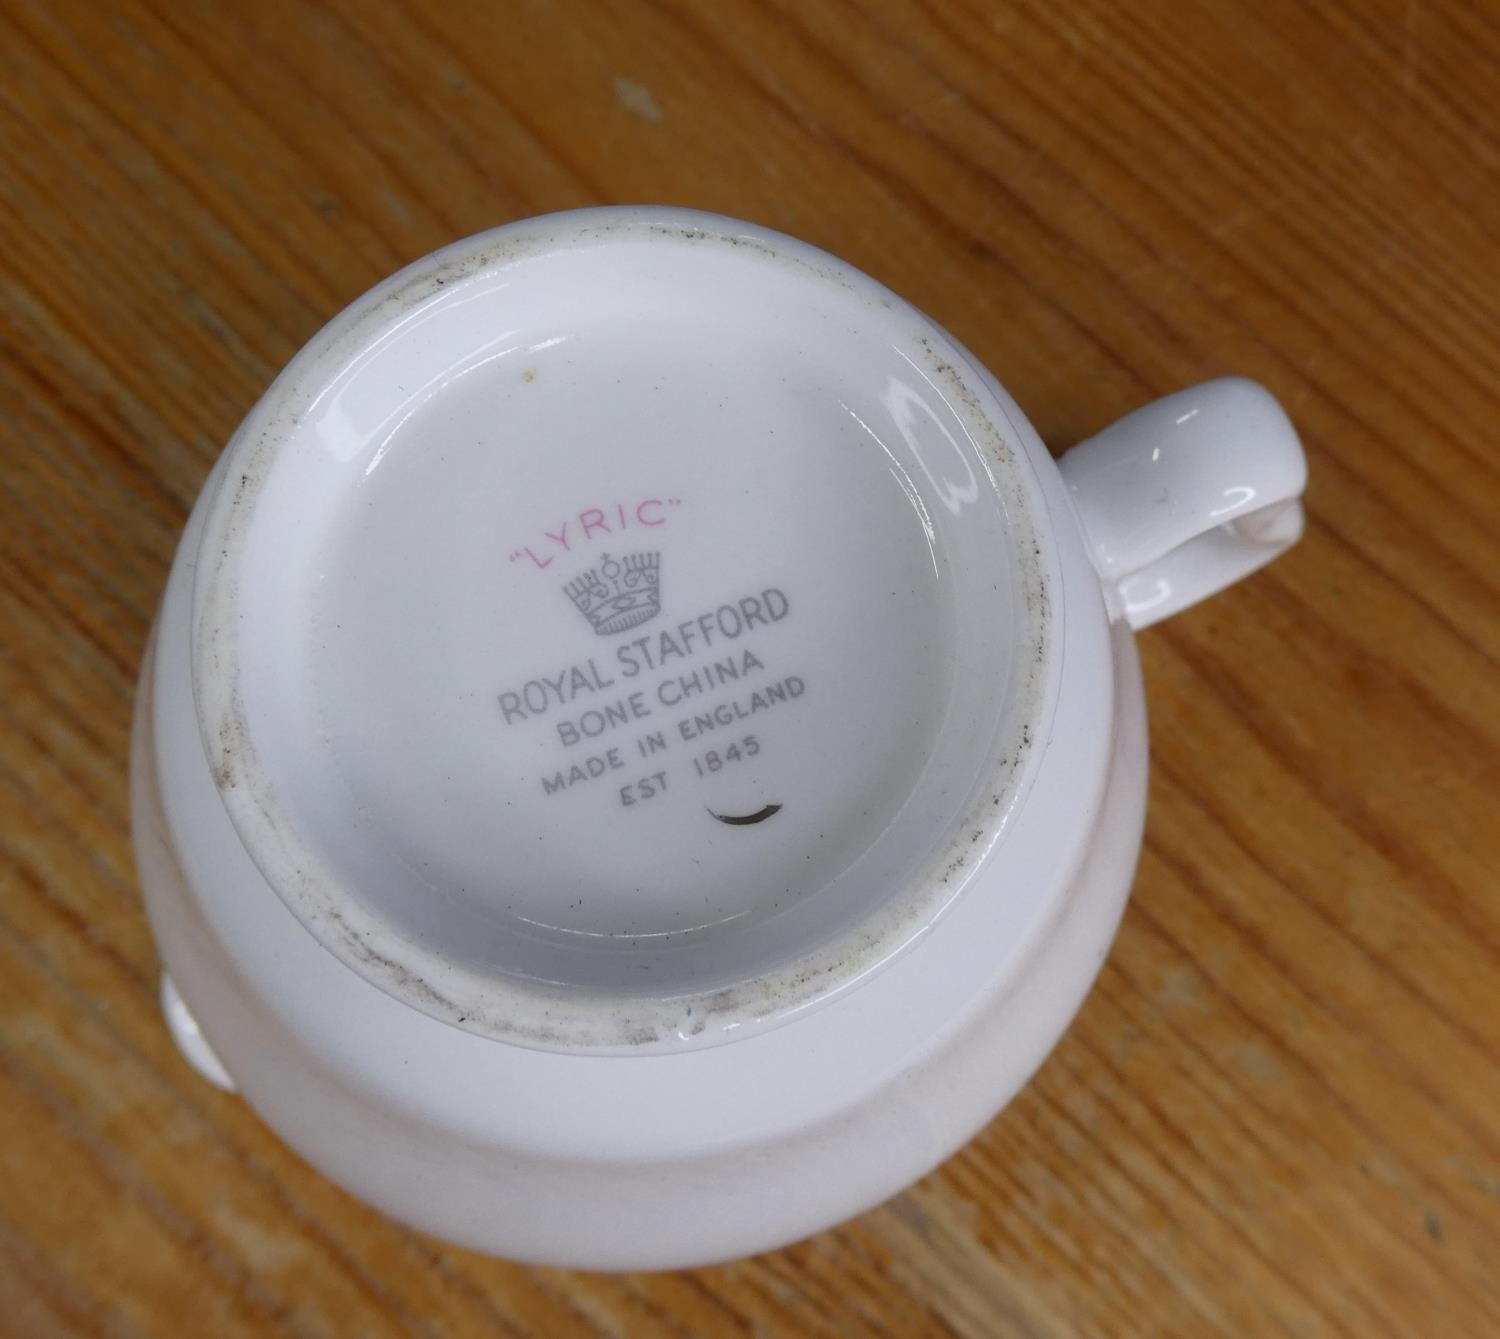 "LYRIC"
ROYAL STAFFORD
BONE CHINA
MADE IN ENGLAND
EST 1845